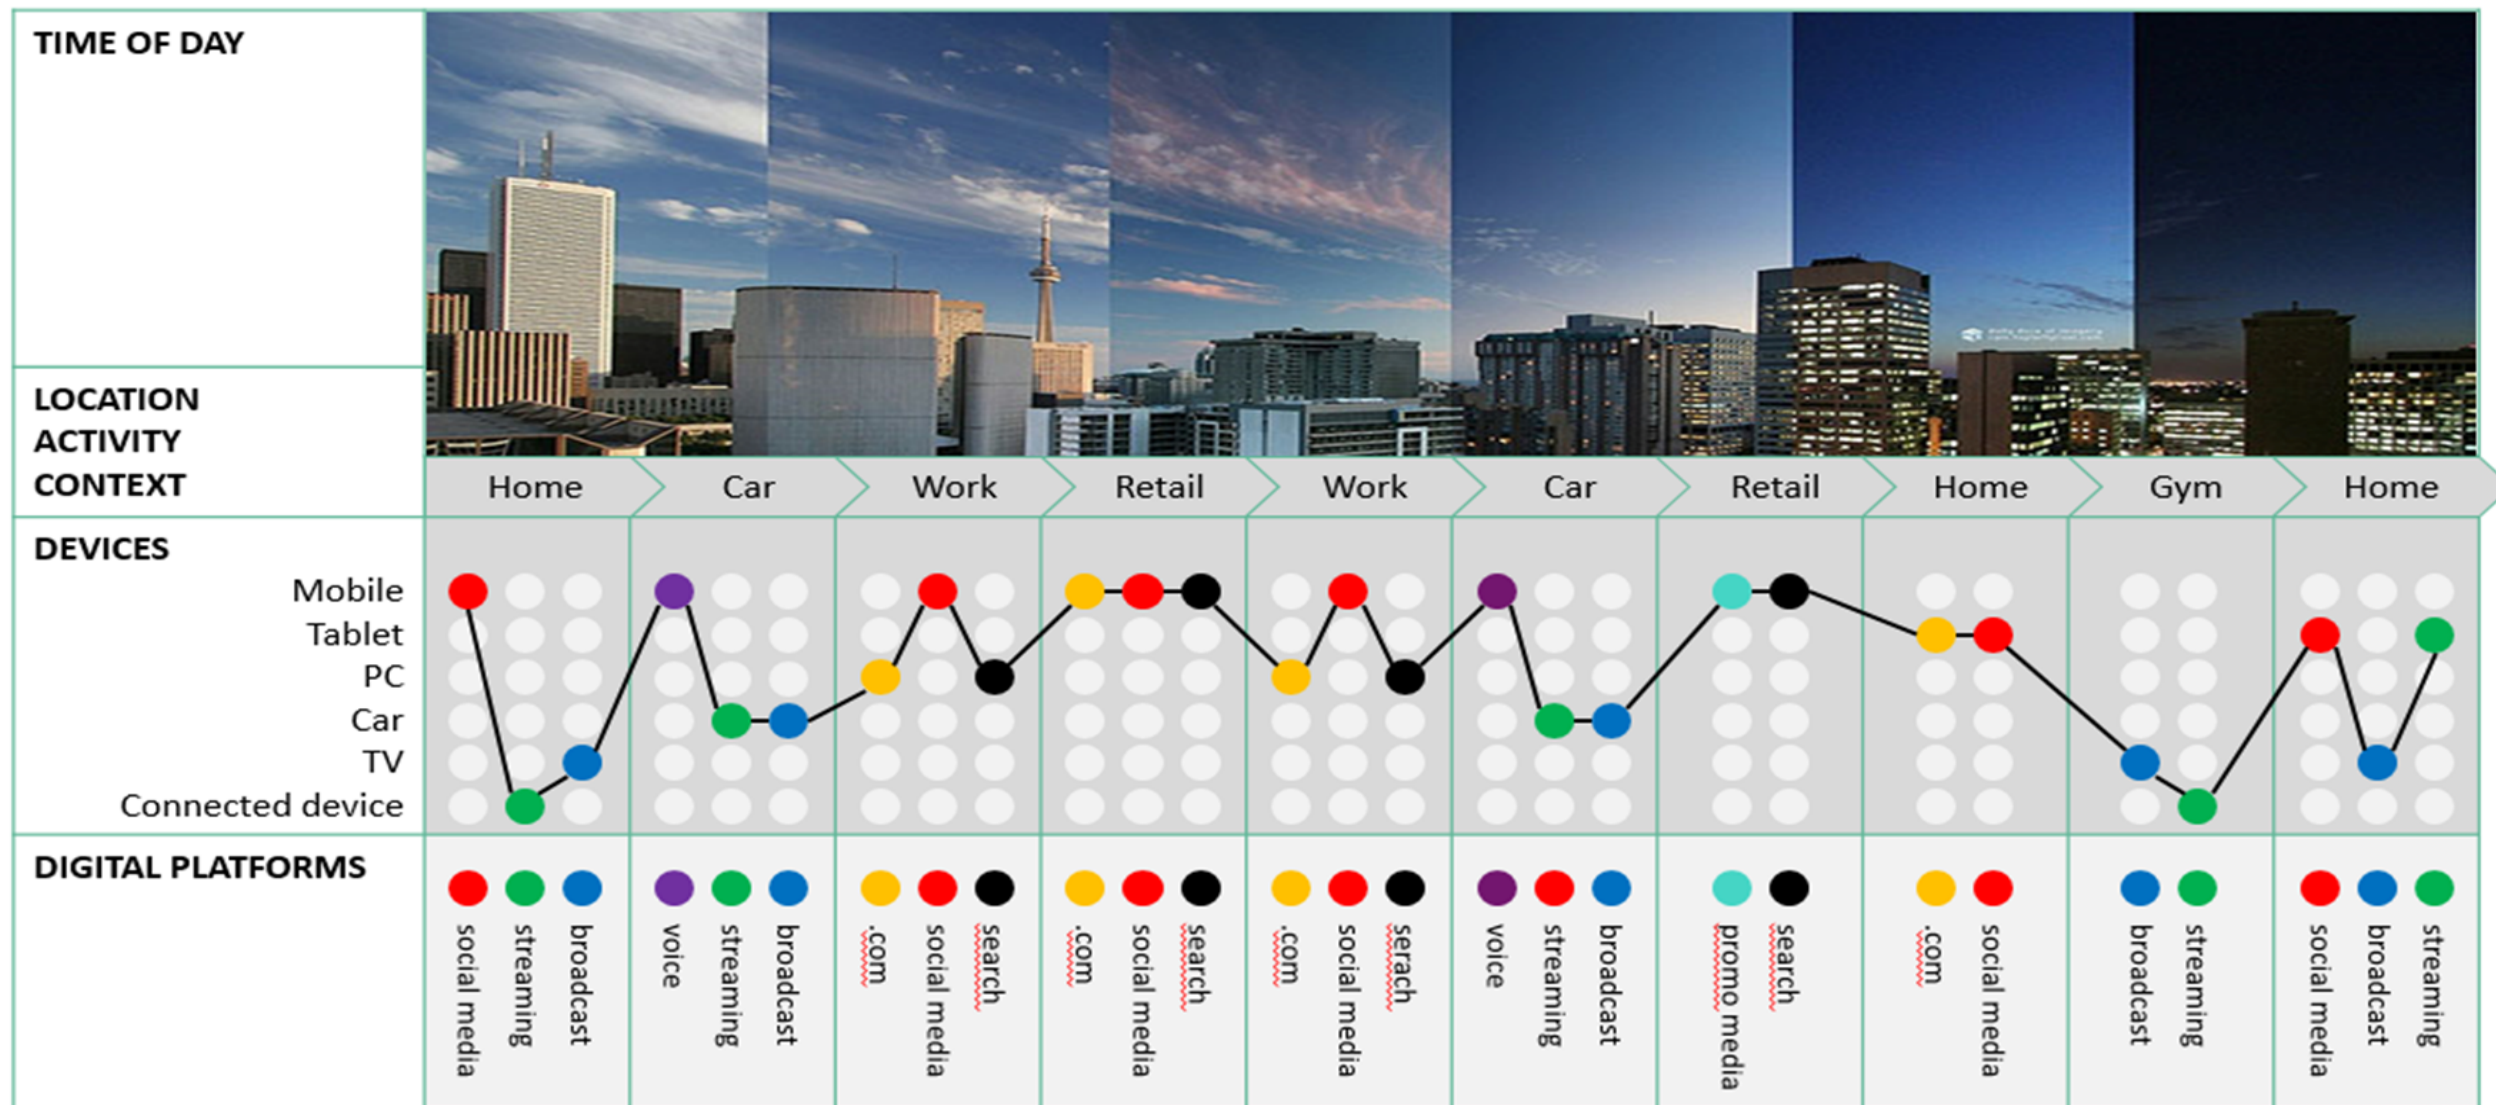 TIME OF DAY
LOCATION
ACTIVITY
CONTEXT
Home
Car
Work
Retail
Work
Car
Retail
Home
Gym
Home
DEVICES
Mobile
Tablet
PC
Car
TV
Connected device
DIGITAL PLATFORMS
social media
streaming
broadcast
voice
streaming
broadcast
.com
social media
search
.com
social media
search
.com
social media
serach
voice
streaming
broadcast
promo media
search
.com
social media
broadcast
streaming
social media
broadcast
streaming